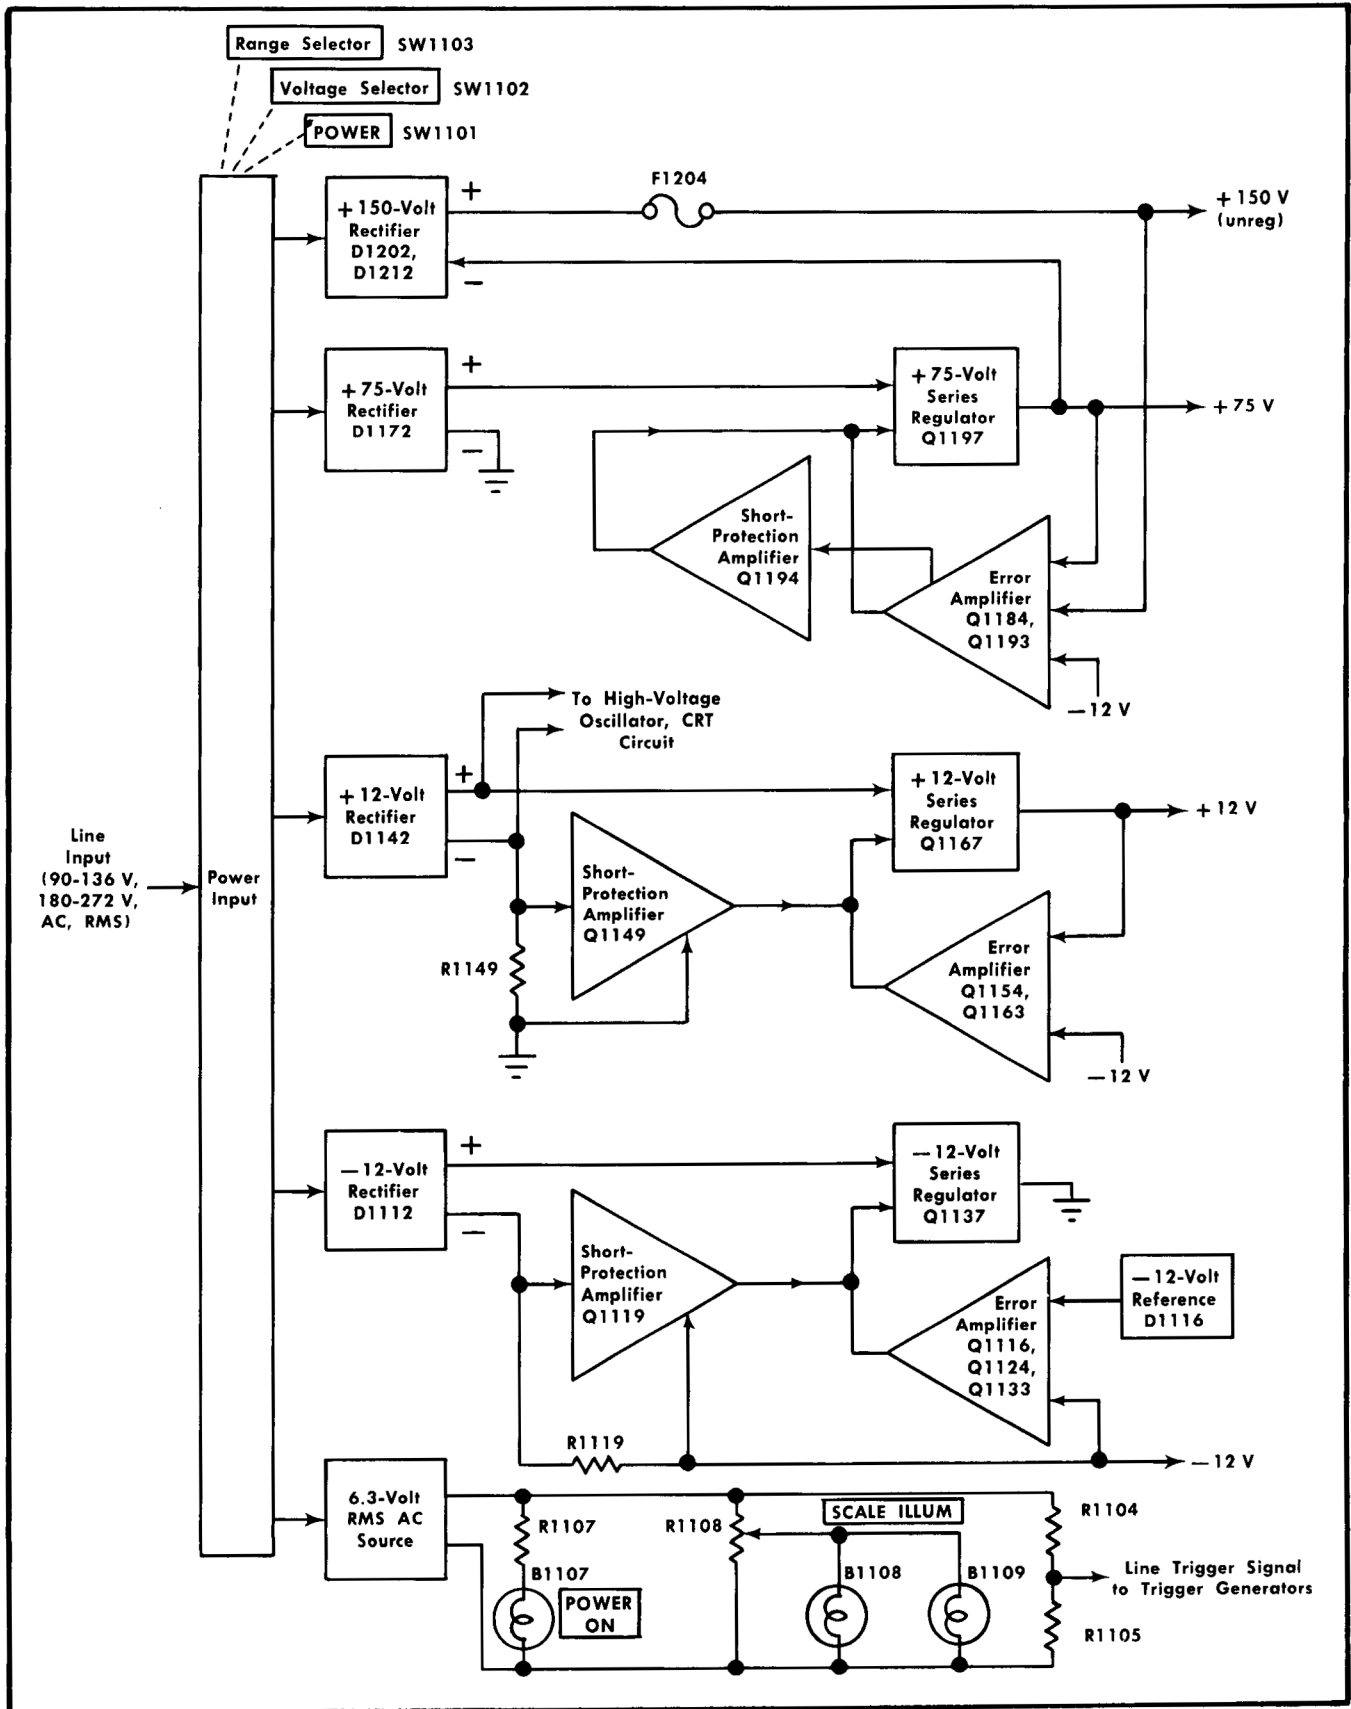 Range Selector SW1103
Voltage Selector SW1102
POWER SW1101
+150-Volt
Rectifier
D1202,
D1212
+
−
F1204
+150 V
(unreg)
+75-Volt
Rectifier
D1172
+
−
+75-Volt
Series
Regulator
Q1197
+75 V
Short-
Protection
Amplifier
Q1194
Error
Amplifier
Q1184,
Q1193
−12 V
To High-Voltage
Oscillator, CRT
Circuit
+12-Volt
Rectifier
D1142
+
−
+12-Volt
Series
Regulator
Q1167
+12 V
Line
Input
(90-136 V,
180-272 V,
AC, RMS)
Power
Input
Short-
Protection
Amplifier
Q1149
R1149
Error
Amplifier
Q1154,
Q1163
−12 V
−12-Volt
Rectifier
D1112
+
−
−12-Volt
Series
Regulator
Q1137
Short-
Protection
Amplifier
Q1119
Error
Amplifier
Q1116,
Q1124,
Q1133
−12-Volt
Reference
D1116
R1119
−12 V
6.3-Volt
RMS AC
Source
R1107
B1107
POWER
ON
R1108
SCALE ILLUM
B1108
B1109
R1104
Line Trigger Signal
to Trigger Generators
R1105